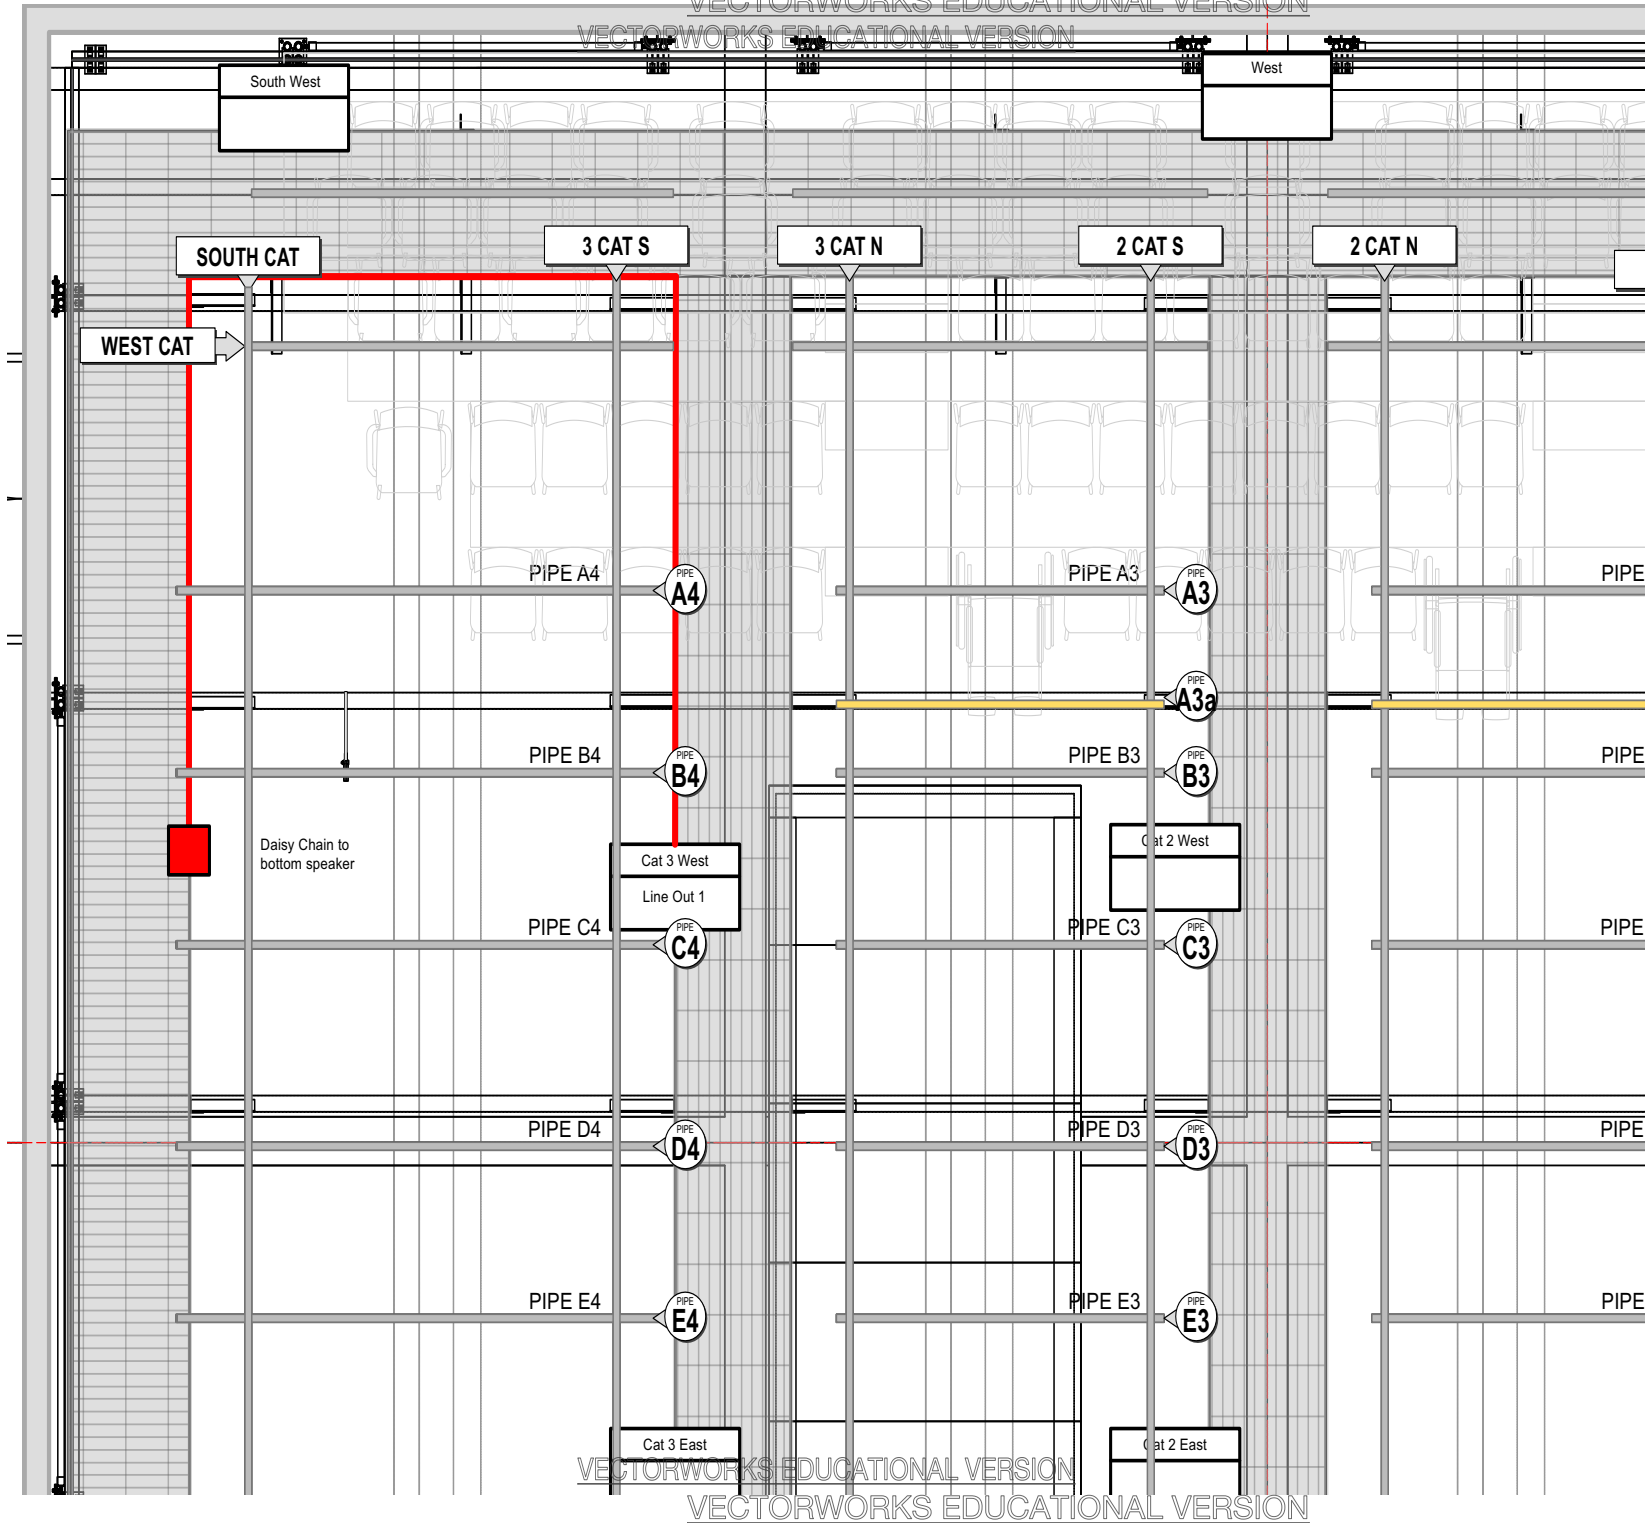 VECTORWORKS EDUCATIONAL VERSION
VECTORWORKS EDUCATIONAL VERSION
South West
West
SOUTH CAT
3 CAT S
3 CAT N
2 CAT S
2 CAT N
WEST CAT
PIPE A4
PIPE
A4
PIPE A3
PIPE
A3
PIPE
PIPE
A3a
PIPE B4
PIPE
B4
PIPE B3
PIPE
B3
PIPE
Daisy Chain to
bottom speaker
Cat 3 West
Line Out 1
Cat 2 West
PIPE C4
PIPE
C4
PIPE C3
PIPE
C3
PIPE
PIPE D4
PIPE
D4
PIPE D3
PIPE
D3
PIPE
PIPE E4
PIPE
E4
PIPE E3
PIPE
E3
PIPE
Cat 3 East
Cat 2 East
VECTORWORKS EDUCATIONAL VERSION
VECTORWORKS EDUCATIONAL VERSION